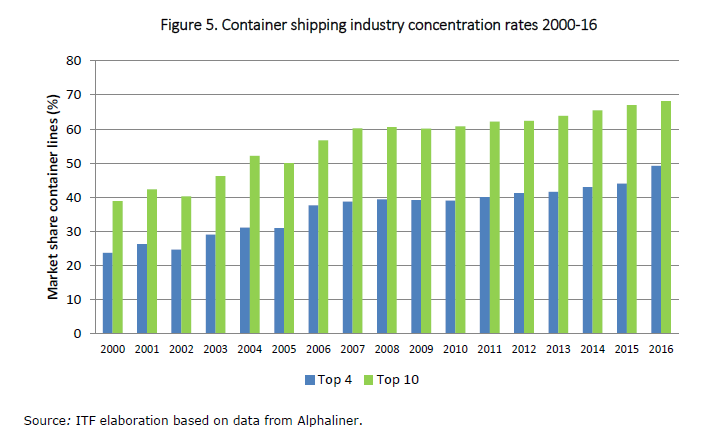 Figure 5. Container shipping industry concentration rates 2000-16
Market share container lines (%)
80
70
60
50
40
30
20
10
0
2000 2001 2002 2003 2004 2005 2006 2007 2008 2009 2010 2011 2012 2013 2014 2015 2016
Top 4 Top 10
Source: ITF elaboration based on data from Alphaliner.